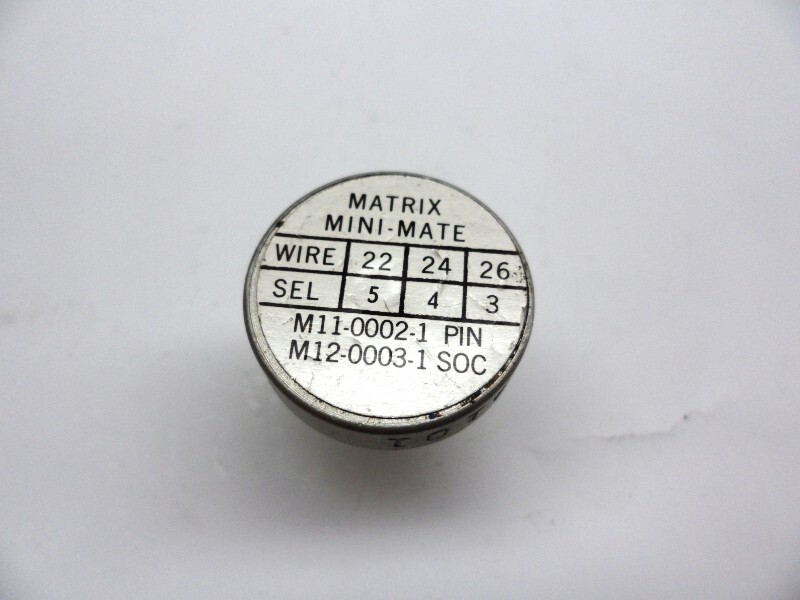 MATRIX
MINI-MATE
WIRE 22 24 26
SEL 5 4 3
M11-0002-1 PIN
M12-0003-1 SOC